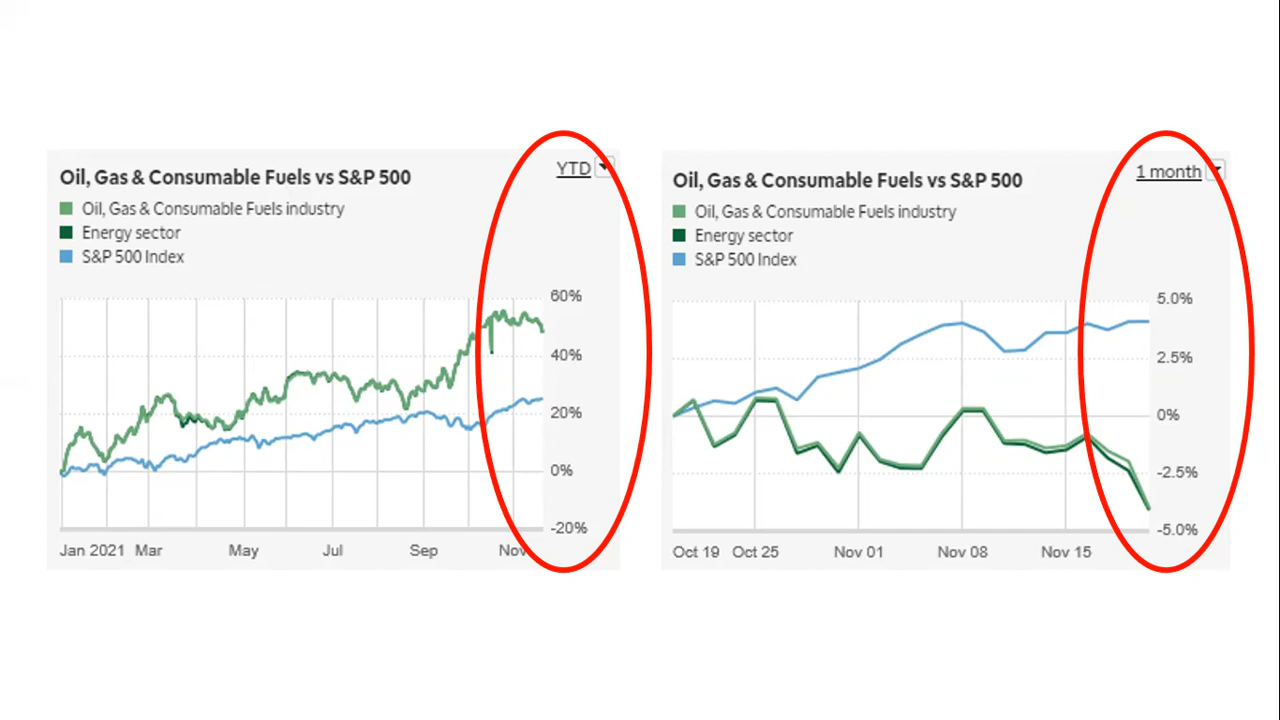 Oil, Gas & Consumable Fuels vs S&P 500
YTD
Oil, Gas & Consumable Fuels industry
Energy sector
S&P 500 Index
60%
40%
20%
0%
-20%
Jan 2021 Mar May Jul Sep Nov
Oil, Gas & Consumable Fuels vs S&P 500
1 month
Oil, Gas & Consumable Fuels industry
Energy sector
S&P 500 Index
5.0%
2.5%
0%
-2.5%
-5.0%
Oct 19 Oct 25 Nov 01 Nov 08 Nov 15